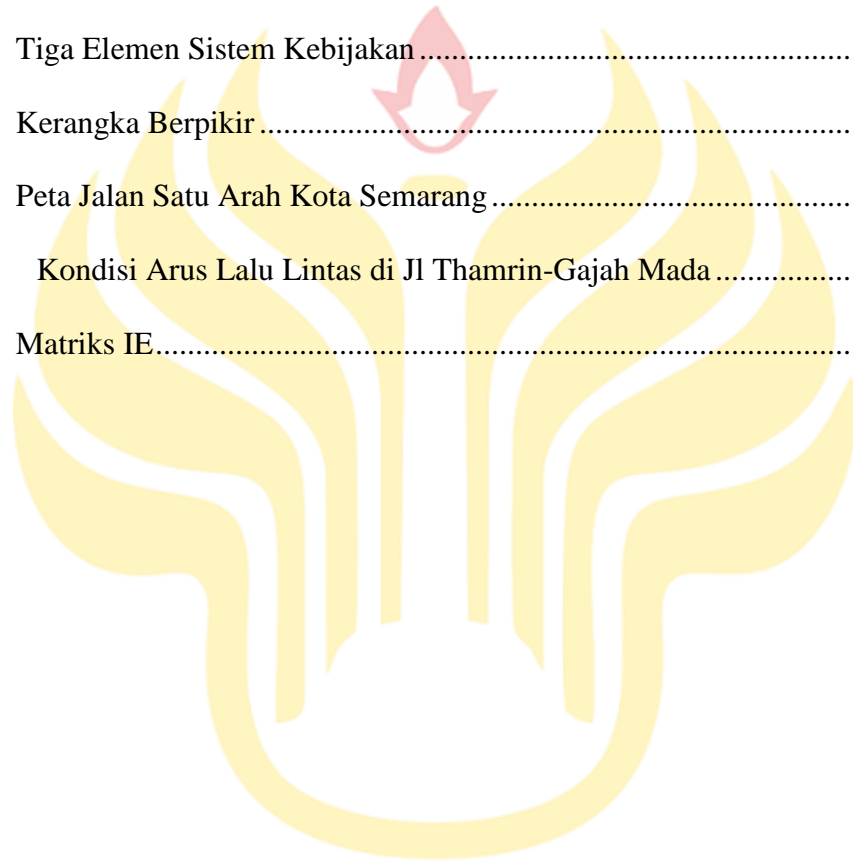 Tiga Elemen Sistem Kebijakan ......................................................
Kerangka Berpikir ..........................................................................
Peta Jalan Satu Arah Kota Semarang .............................................
Kondisi Arus Lalu Lintas di Jl Thamrin-Gajah Mada .................
Matriks IE.......................................................................................